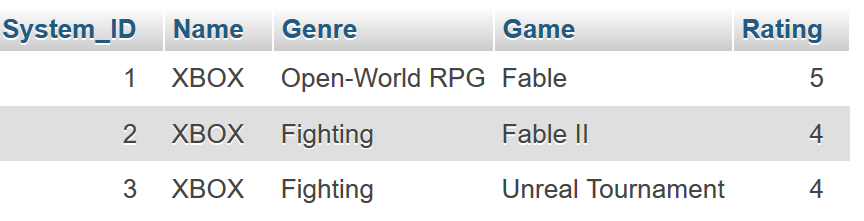 System_ID Name Genre Game Rating
1 XBOX Open-World RPG Fable 5
2 XBOX Fighting Fable II 4
3 XBOX Fighting Unreal Tournament 4